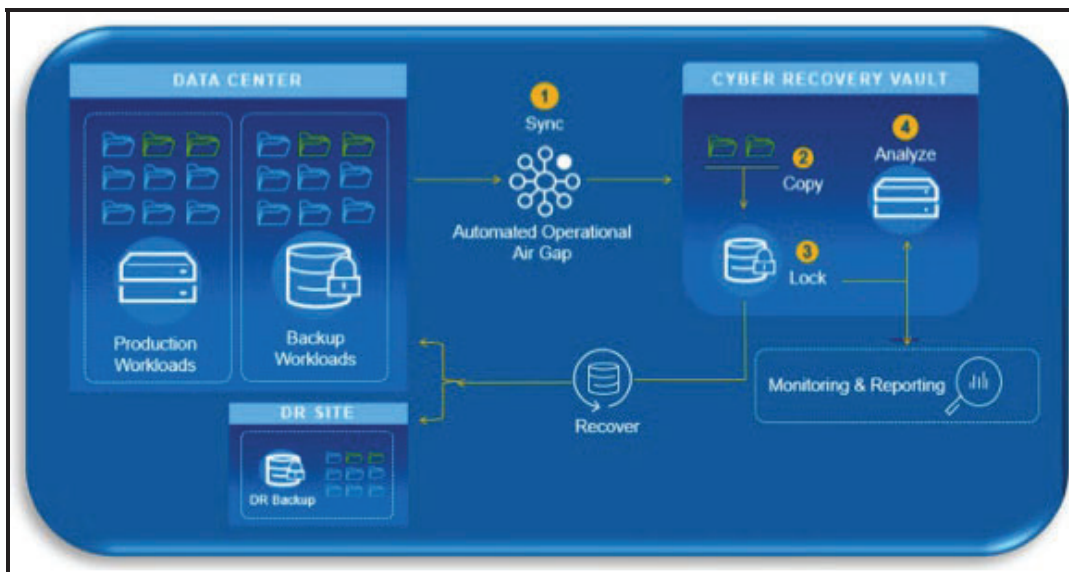 DATA CENTER
Production
Workloads
Backup
Workloads
1
Sync
Automated Operational
Air Gap
CYBER RECOVERY VAULT
2
Copy
3
Lock
4
Analyze
Monitoring & Reporting
Recover
DR SITE
DR Backup